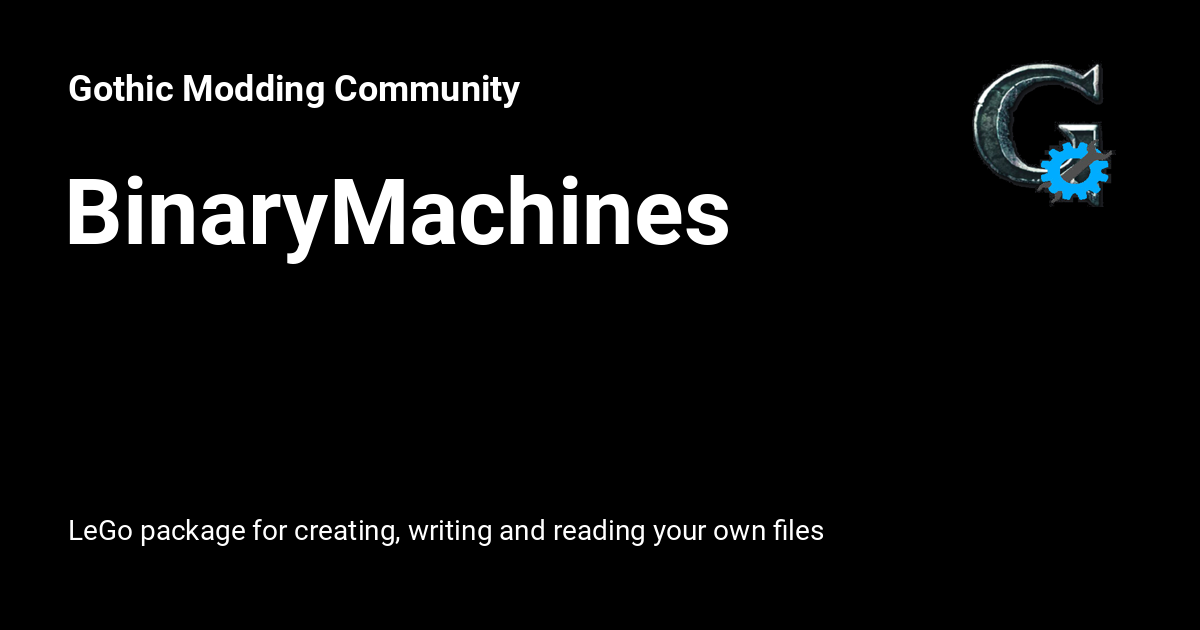 Gothic Modding Community
BinaryMachines
LeGo package for creating, writing and reading your own files